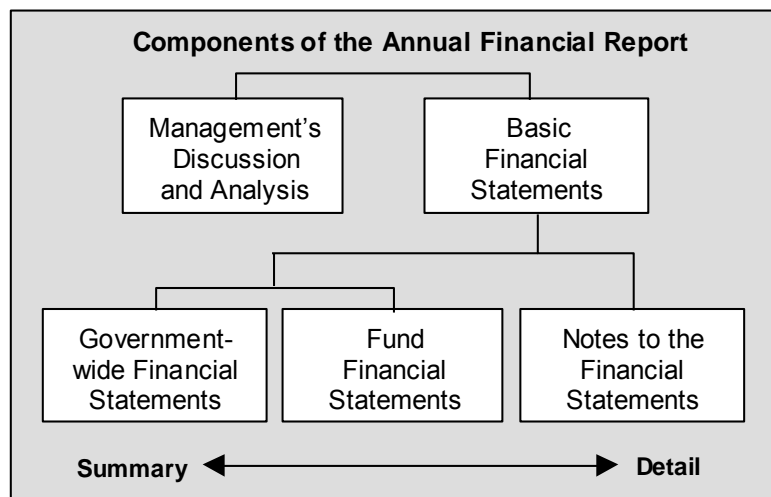 Components of the Annual Financial Report
Management's
Discussion
and Analysis
Basic
Financial
Statements
Government-
wide Financial
Statements
Fund
Financial
Statements
Notes to the
Financial
Statements
Summary
Detail